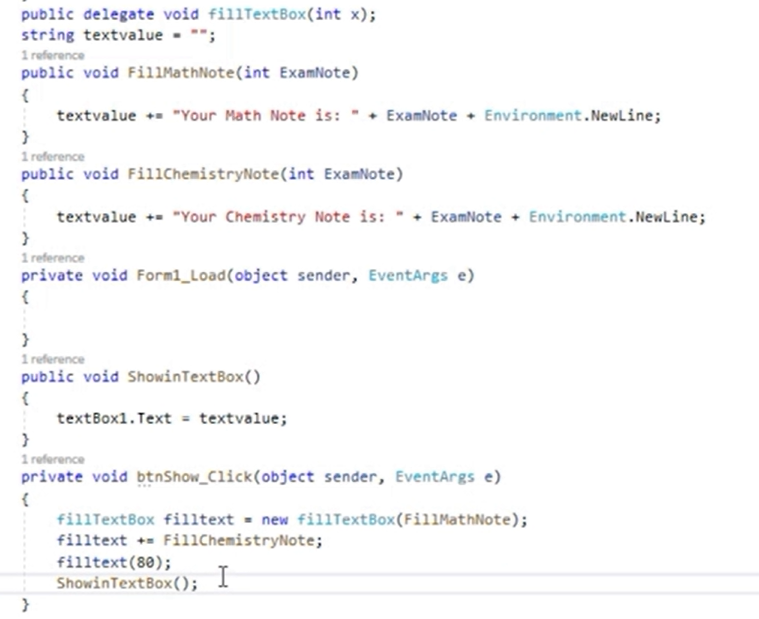 public delegate void fillTextBox(int x);
string textvalue = "";
1 reference
public void FillMathNote(int ExamNote)
{
textvalue += "Your Math Note is: " + ExamNote + Environment.NewLine;
}
1 reference
public void FillChemistryNote(int ExamNote)
{
textvalue += "Your Chemistry Note is: " + ExamNote + Environment.NewLine;
}
1 reference
private void Form1_Load(object sender, EventArgs e)
{
}
1 reference
public void ShowinTextBox()
{
textBox1.Text = textvalue;
}
1 reference
private void btnShow_Click(object sender, EventArgs e)
{
fillTextBox filltext = new fillTextBox(FillMathNote);
filltext += FillChemistryNote;
filltext(80);
ShowinTextBox();
}